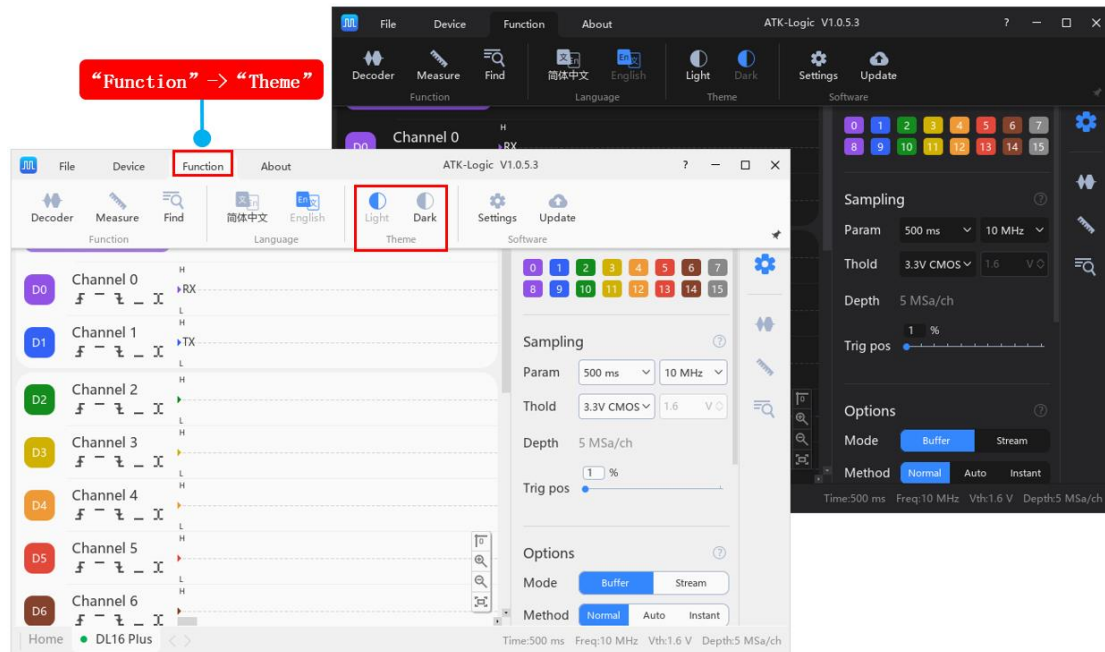 File Device Function About ATK-Logic V1.0.5.3 ?
Decoder Measure Find 简体中文 English Light Dark Settings Update
Function Language Theme Software
“Function”->“Theme”
Channel 0 H
D0 RX
0 1 2 3 4 5 6 7
8 9 10 11 12 13 14 15
Sampling ?
Param 500 ms 10 MHz
Thold 3.3V CMOS 1.6 V
Depth 5 MSa/ch
1 %
Trig pos
Options ?
Mode Buffer Stream
Method Normal Auto Instant
Time:500 ms Freq:10 MHz Vth:1.6 V Depth:5 MSa/ch
File Device Function About ATK-Logic V1.0.5.3 ?
Decoder Measure Find 简体中文 English Light Dark Settings Update
Function Language Theme Software
D0 Channel 0 H RX L
D1 Channel 1 H TX L
D2 Channel 2 H L
D3 Channel 3 H L
D4 Channel 4 H L
D5 Channel 5 H L
D6 Channel 6 H
0 1 2 3 4 5 6 7
8 9 10 11 12 13 14 15
Sampling ?
Param 500 ms 10 MHz
Thold 3.3V CMOS 1.6 V
Depth 5 MSa/ch
1 %
Trig pos
Options ?
Mode Buffer Stream
Method Normal Auto Instant
Home DL16 Plus
Time:500 ms Freq:10 MHz Vth:1.6 V Depth:5 MSa/ch